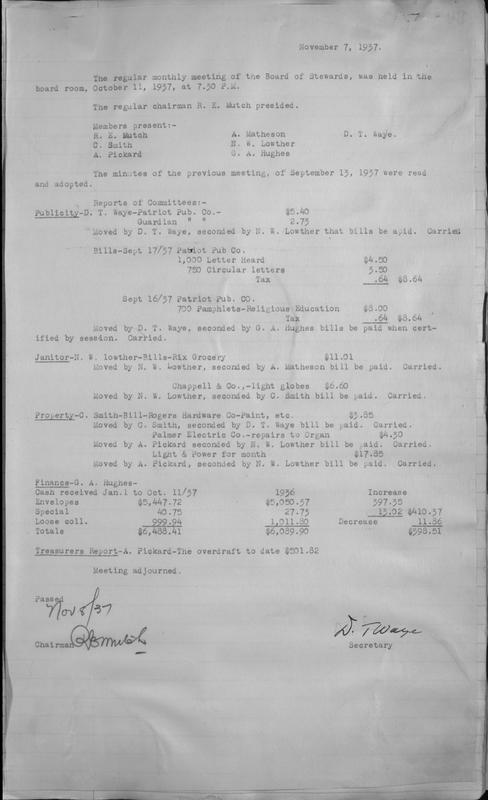 November 7, 1937.
The regular monthly meeting of the Board of Stewards, was held in the
board room, October 11, 1937, at 7.30 P.M.
The regular chairman R. E. Mutch presided.
Members present:-
R. E. Mutch A. Matheson D. T. Waye.
C. Smith N. W. Lowther
A. Pickard G. A. Hughes
The minutes of the previous meeting, of September 13, 1937 were read
and adopted.
Reports of Committees:-
Publicity-D. T. Waye-Patriot Pub. Co.- $5.40
Guardian " " 2.75
Moved by D. T. Waye, seconded by N. W. Lowther that bills be apid. Carried
Bills-Sept 17/37 Patriot Pub Co.
1,000 Letter Heard $4.50
750 Circular letters 3.50
Tax .64 $8.64
Sept 16/37 Patriot Pub. CO.
700 Pamphlets-Religious Education $8.00
Tax .64 $8.64
Moved by D. T. Waye, seconded by G. A. Hughes bills be paid when cert-
ified by session. Carried.
Janitor-N. W. lowther-Bills-Rix Grocery $11.01
Moved by N. W. Lowther, seconded by A. Matheson bill be paid. Carried.
Chappell & Co.,-light globes $6.60
Moved by N. W. Lowther, seconded by C. Smith bill be paid. Carried.
Property-C. Smith-Bill-Rogers Hardware Co-Paint, etc. $3.85
Moved by C. Smith, seconded by D. T. Waye bill be paid. Carried.
Palmer Electric Co.-repairs to Organ $4.30
Moved by A. Pickard seconded by N. W. Lowther bill be paid. Carried.
Light & Power for month $17.85
Moved by A. Pickard, seconded by N. W. Lowther bill be paid. Carried.
Finance-G. A. Hughes-
Cash received Jan.1 to Oct. 11/37 1936 Increase
Envelopes $5,447.72 $5,050.37 397.35
Special 40.75 27.73 13.02 $410.37
Loose coll. 999.94 1,011.80 Decrease 11.86
Totals $6,488.41 $6,089.90 $398.51
Treasurers Report-A. Pickard-The overdraft to date $501.82
Meeting adjourned.
Passed
Nov 8/37
Chairman R E Mutch D. T Waye
Secretary